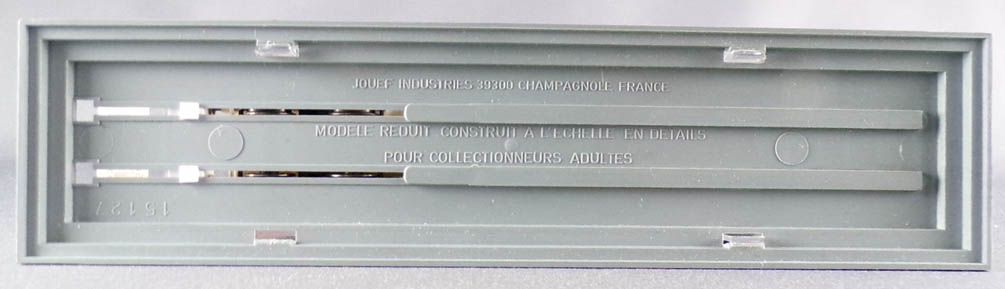 JOUEF INDUSTRIES 39300 CHAMPAGNOLE FRANCE
MODELE REDUIT CONSTRUIT A L'ECHELLE EN DETAILS
POUR COLLECTIONNEURS ADULTES
15127